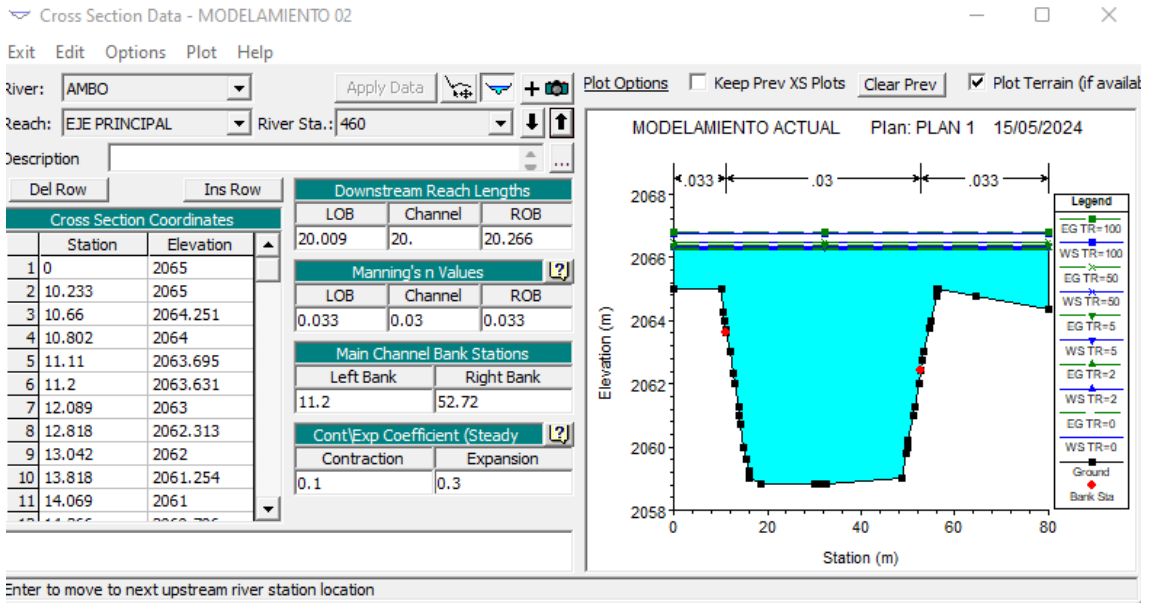 Cross Section Data - MODELAMIENTO 02
Exit Edit Options Plot Help
River: AMBO
Apply Data
Reach: EJE PRINCIPAL River Sta.: 460
Description
...
Del Row Ins Row
Cross Section Coordinates
Station Elevation
1 0 2065
2 10.233 2065
3 10.66 2064.251
4 10.802 2064
5 11.11 2063.695
6 11.2 2063.631
7 12.089 2063
8 12.818 2062.313
9 13.042 2062
10 13.818 2061.254
11 14.069 2061
Downstream Reach Lengths
LOB Channel ROB
20.009 20. 20.266
Manning's n Values
LOB Channel ROB
0.033 0.03 0.033
Main Channel Bank Stations
Left Bank Right Bank
11.2 52.72
Cont\Exp Coefficient (Steady
Contraction Expansion
0.1 0.3
Plot Options Keep Prev XS Plots Clear Prev Plot Terrain (if availab
MODELAMIENTO ACTUAL Plan: PLAN 1 15/05/2024
.033 .03 .033
2068
2066
2064
2062
2060
2058
Elevation (m)
0 20 40 60 80
Station (m)
Legend
EG TR=100
WS TR=100
EG TR=50
WS TR=50
EG TR=5
WS TR=5
EG TR=2
WS TR=2
EG TR=0
WS TR=0
Ground
Bank Sta
Enter to move to next upstream river station location